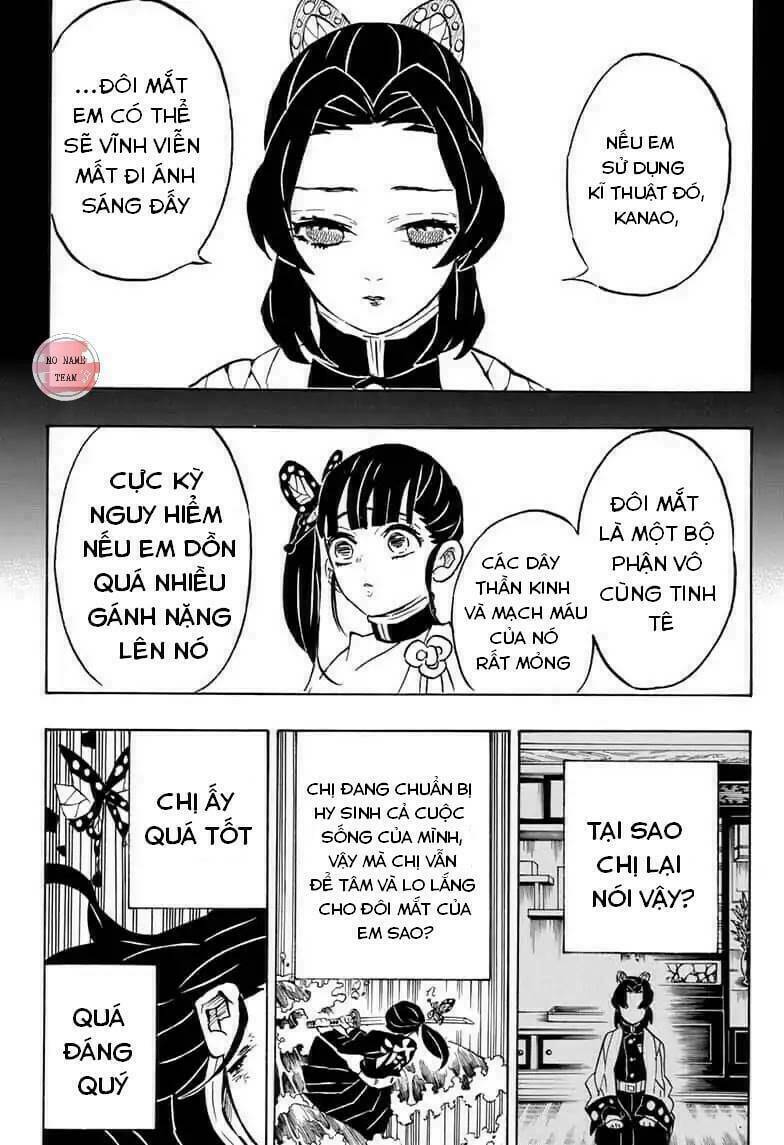 NẾU EM
SỬ DỤNG
KĨ THUẬT ĐÓ,
KANAO,
...ĐÔI MẮT
EM CÓ THỂ
SẼ VĨNH VIỄN
MẤT ĐI ÁNH
SÁNG ĐẤY
NO NAME
TEAM
ĐÔI MẮT
LÀ MỘT BỘ
PHẬN VÔ
CÙNG TINH
TÊ
CÁC DÂY
THẦN KINH
VÀ MẠCH MÁU
CỦA NÓ
RẤT MỎNG
CỰC KỲ
NGUY HIỂM
NẾU EM DỒN
QUÁ NHIỀU
GÁNH NẶNG
LÊN NÓ
TẠI SAO
CHỊ LẠI
NÓI VẬY?
CHỊ ĐANG CHUẨN BỊ
HY SINH CẢ CUỘC
SỐNG CỦA MÌNH,
VẬY MÀ CHỊ VẪN
ĐỂ TÂM VÀ LO LẮNG
CHO ĐÔI MẮT CỦA
EM SAO?
CHỊ ẤY
QUÁ TỐT
QUÁ
ĐÁNG
QUÝ